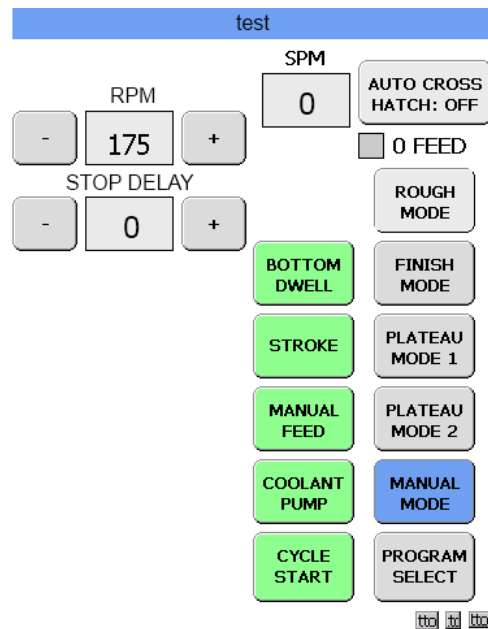 test
SPM
0
AUTO CROSS
HATCH: OFF
RPM
-
175
+
0 FEED
STOP DELAY
-
0
+
ROUGH
MODE
BOTTOM
DWELL
FINISH
MODE
STROKE
PLATEAU
MODE 1
MANUAL
FEED
PLATEAU
MODE 2
COOLANT
PUMP
MANUAL
MODE
CYCLE
START
PROGRAM
SELECT